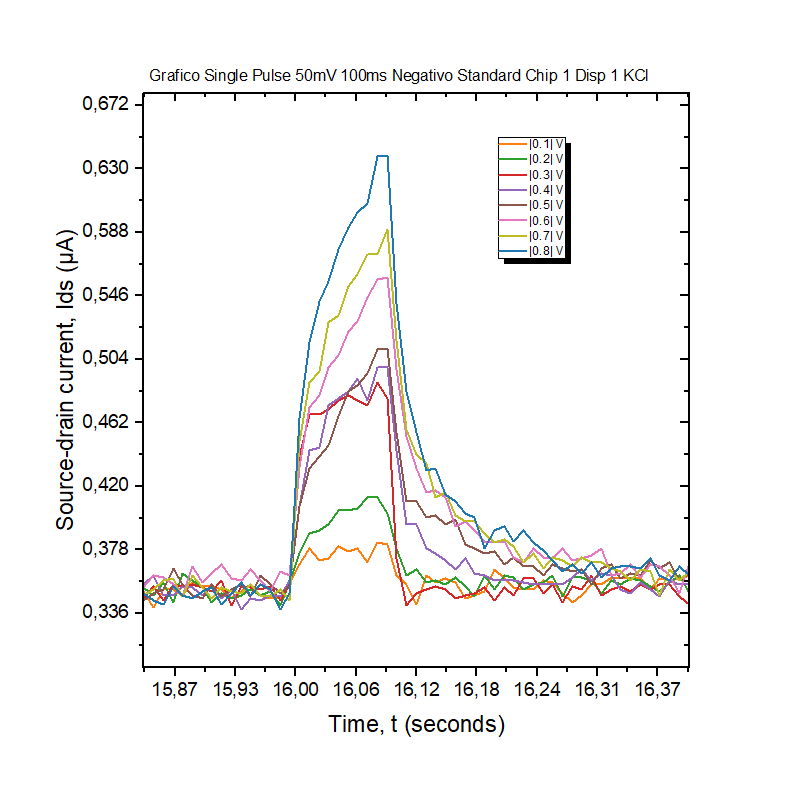 Grafico Single Pulse 50mV 100ms Negativo Standard Chip 1 Disp 1 KCl
0,672
0,630
0,588
0,546
0,504
0,462
0,420
0,378
0,336
Source-drain current, Ids (µA)
|0.1| V
|0.2| V
|0.3| V
|0.4| V
|0.5| V
|0.6| V
|0.7| V
|0.8| V
15,87 15,93 16,00 16,06 16,12 16,18 16,24 16,31 16,37
Time, t (seconds)